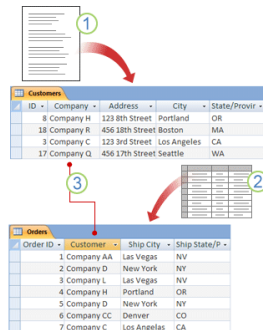 1
Customers
ID Company Address City State/Provir
8 Company H 123 8th Street Portland OR
18 Company R 456 18th Street Boston MA
3 Company C 123 3rd Street Los Angeles CA
17 Company Q 456 17th Street Seattle WA
3
2
Orders
Order ID Customer Ship City Ship State/P
1 Company AA Las Vegas NV
2 Company D New York NY
3 Company L Las Vegas NV
4 Company H Portland OR
5 Company D New York NY
6 Company CC Denver CO
7 Company C Los Angelas CA